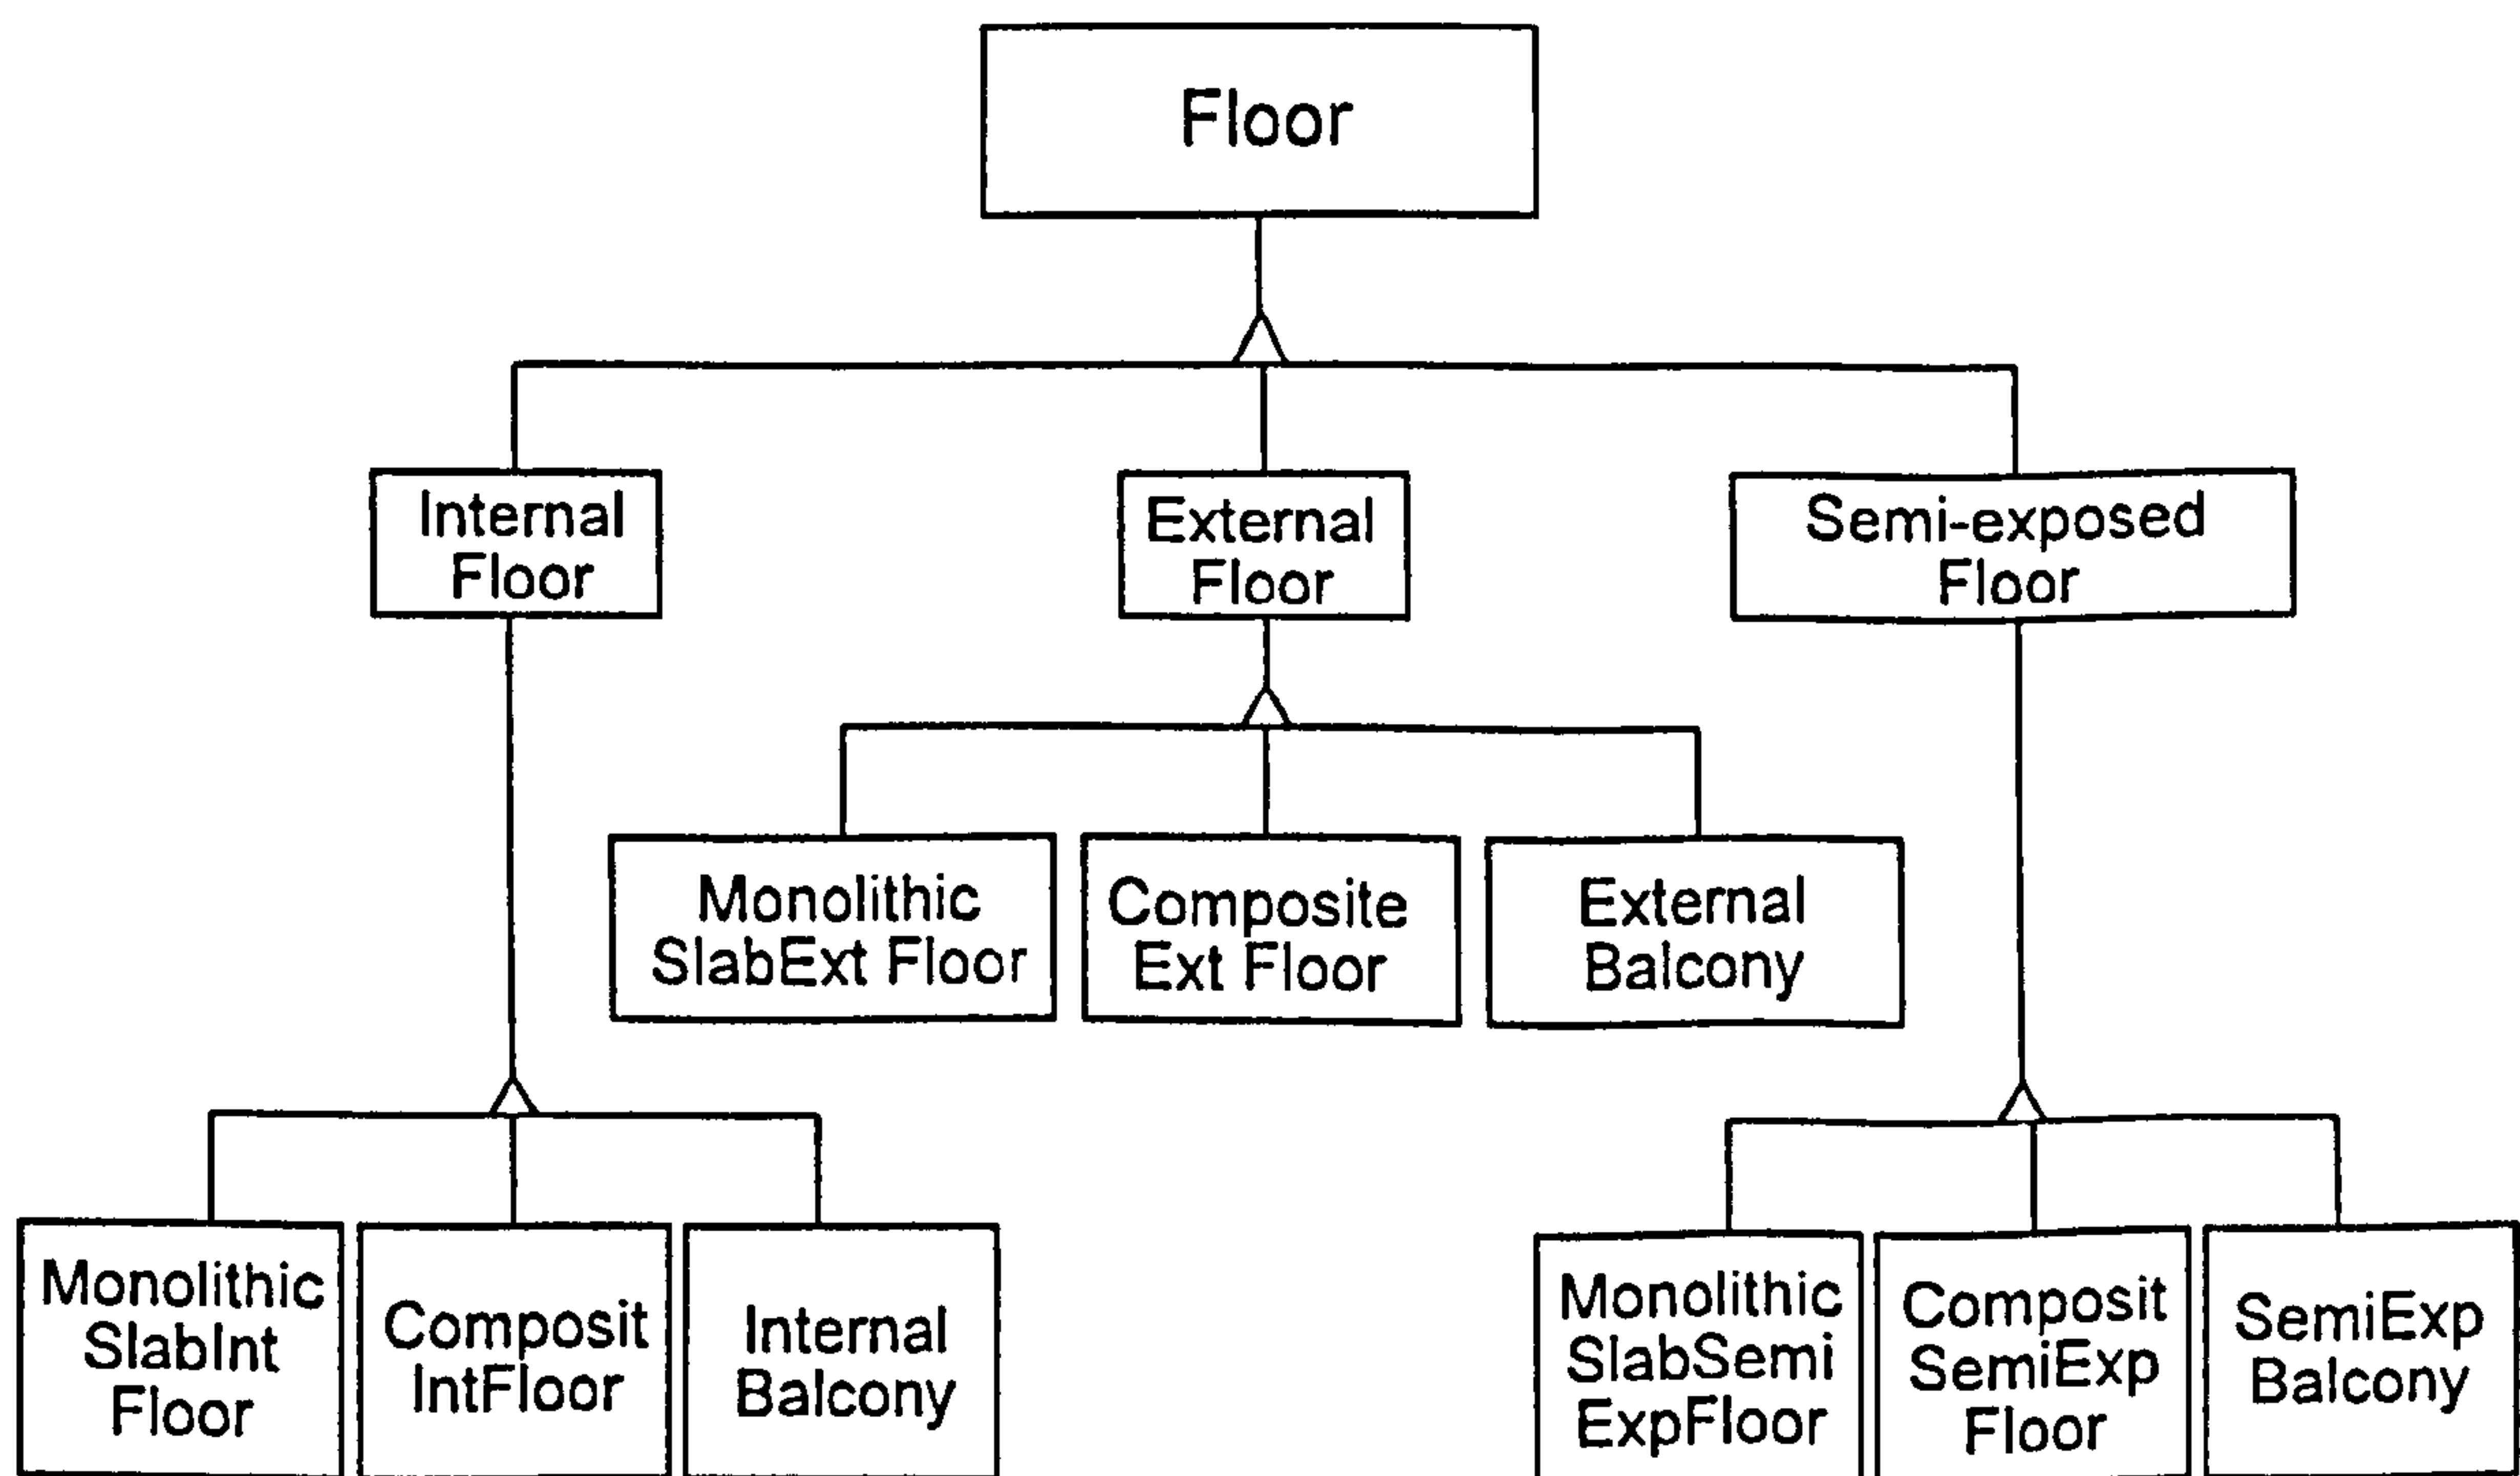 Floor
Internal
Floor
External
Floor
Semi-exposed
Floor
Monolithic
SlabExt Floor
Composite
Ext Floor
External
Balcony
Monolithic
SlabInt
Floor
Composit
IntFloor
Internal
Balcony
Monolithic
SlabSemi
ExpFloor
Composit
SemiExp
Floor
SemiExp
Balcony